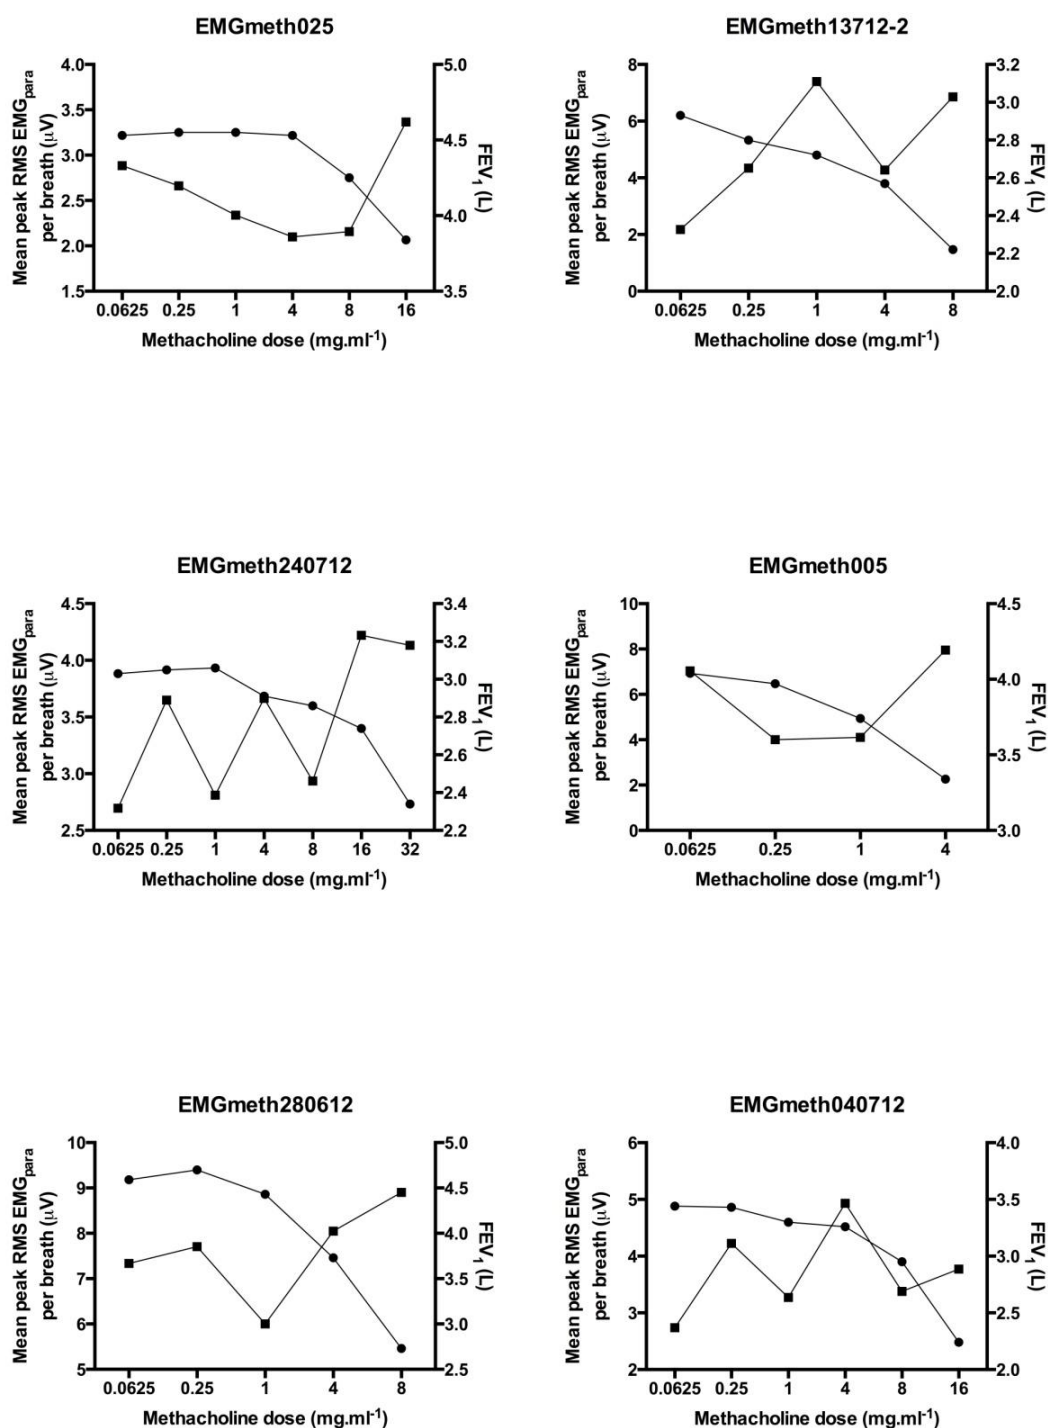 EMGmeth025
Mean peak RMS EMGpara
per breath (μV)
4.0
3.5
3.0
2.5
2.0
1.5
5.0
4.5
4.0
3.5
FEV1 (L)
0.0625 0.25 1 4 8 16
Methacholine dose (mg.ml-1)
EMGmeth13712-2
Mean peak RMS EMGpara
per breath (μV)
8
6
4
2
0
3.2
3.0
2.8
2.6
2.4
2.2
2.0
FEV1 (L)
0.0625 0.25 1 4 8
Methacholine dose (mg.ml-1)
EMGmeth240712
Mean peak RMS EMGpara
per breath (μV)
4.5
4.0
3.5
3.0
2.5
3.4
3.2
3.0
2.8
2.6
2.4
2.2
FEV1 (L)
0.0625 0.25 1 4 8 16 32
Methacholine dose (mg.ml-1)
EMGmeth005
Mean peak RMS EMGpara
per breath (μV)
10
8
6
4
2
0
4.5
4.0
3.5
3.0
FEV1 (L)
0.0625 0.25 1 4
Methacholine dose (mg.ml-1)
EMGmeth280612
Mean peak RMS EMGpara
per breath (μV)
10
9
8
7
6
5
5.0
4.5
4.0
3.5
3.0
2.5
FEV1 (L)
0.0625 0.25 1 4 8
Methacholine dose (mg.ml-1)
EMGmeth040712
Mean peak RMS EMGpara
per breath (μV)
6
5
4
3
2
4.0
3.5
3.0
2.5
2.0
FEV1 (L)
0.0625 0.25 1 4 8 16
Methacholine dose (mg.ml-1)